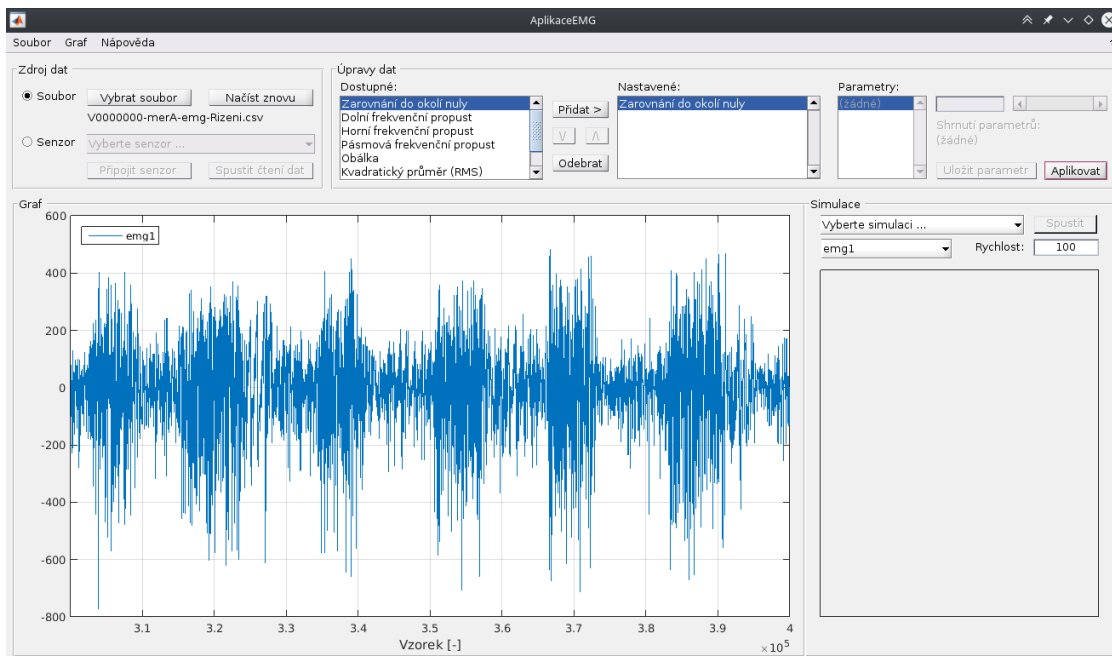 AplikaceEMG
Soubor Graf Nápověda
Zdroj dat
Soubor
Vybrat soubor
Načíst znovu
V0000000-merA-emg-Rizeni.csv
Senzor
Vyberte senzor ...
Připojit senzor
Spustit čtení dat
Úpravy dat
Dostupné:
Zarovnání do okolí nuly
Dolní frekvenční propust
Horní frekvenční propust
Pásmová frekvenční propust
Obálka
Kvadratický průměr (RMS)
Přidat >
V
Λ
Odebrat
Nastavené:
Zarovnání do okolí nuly
Parametry:
(žádné)
Shrnutí parametrů:
(žádné)
Uložit parametr
Aplikovat
Graf
emg1
600
400
200
0
-200
-400
-600
-800
3.1 3.2 3.3 3.4 3.5 3.6 3.7 3.8 3.9 4
Vzorek [-]
×10⁵
Simulace
Vyberte simulaci ...
Spustit
emg1
Rychlost:
100